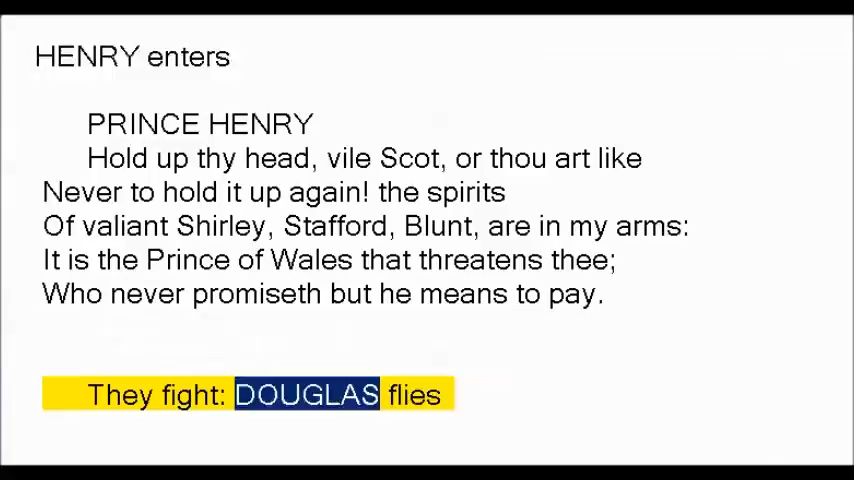 HENRY enters
PRINCE HENRY
Hold up thy head, vile Scot, or thou art like
Never to hold it up again! the spirits
Of valiant Shirley, Stafford, Blunt, are in my arms:
It is the Prince of Wales that threatens thee;
Who never promiseth but he means to pay.
They fight: DOUGLAS flies